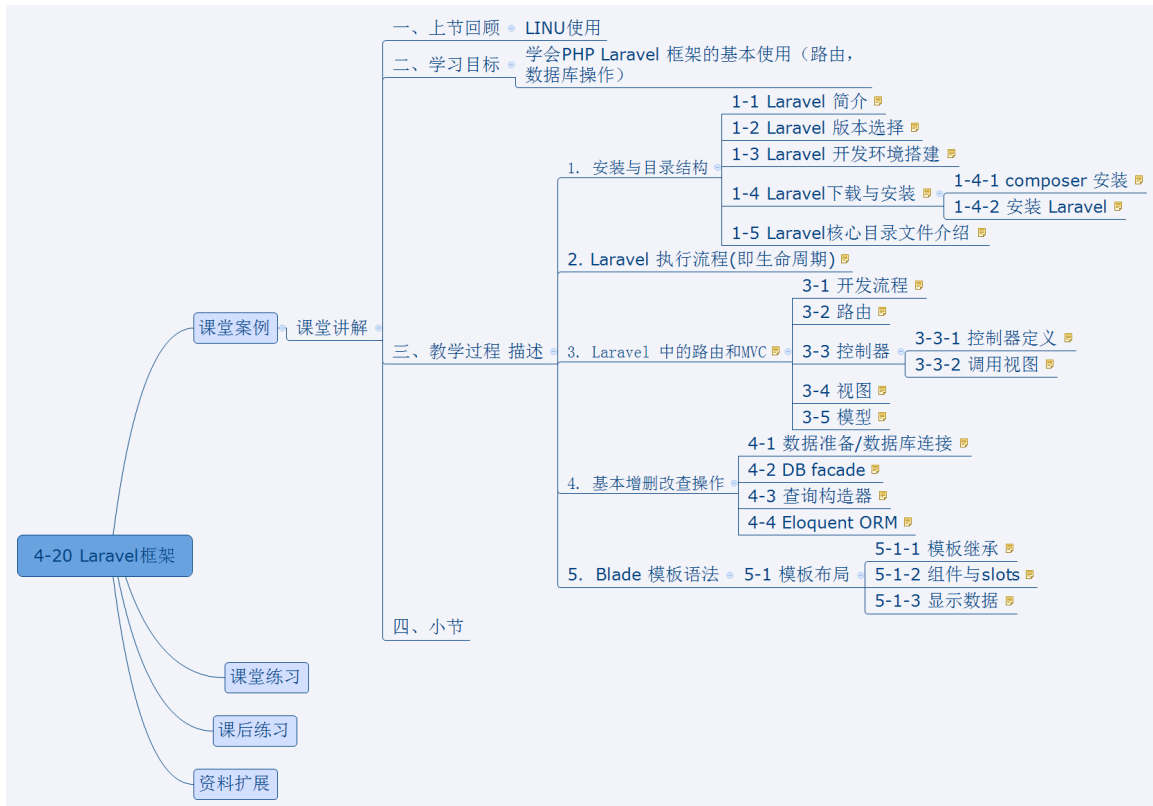 4-20 Laravel框架
课堂案例
课堂讲解
一、上节回顾
LINU使用
二、学习目标
学会PHP Laravel 框架的基本使用（路由，
数据库操作）
三、教学过程 描述
1. 安装与目录结构
1-1 Laravel 简介
1-2 Laravel 版本选择
1-3 Laravel 开发环境搭建
1-4 Laravel下载与安装
1-4-1 composer 安装
1-4-2 安装 Laravel
1-5 Laravel核心目录文件介绍
2. Laravel 执行流程(即生命周期)
3. Laravel 中的路由和MVC
3-1 开发流程
3-2 路由
3-3 控制器
3-3-1 控制器定义
3-3-2 调用视图
3-4 视图
3-5 模型
4. 基本增删改查操作
4-1 数据准备/数据库连接
4-2 DB facade
4-3 查询构造器
4-4 Eloquent ORM
5. Blade 模板语法
5-1 模板布局
5-1-1 模板继承
5-1-2 组件与slots
5-1-3 显示数据
四、小节
课堂练习
课后练习
资料扩展